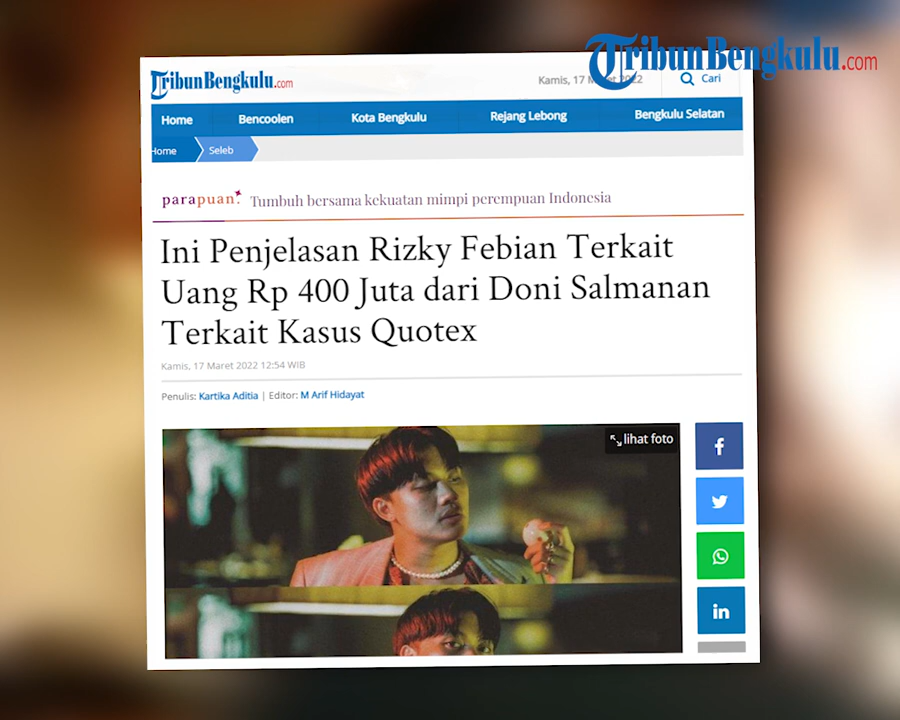 TribunBengkulu.com
TribunBengkulu.com
Kamis, 17 Maret 2022
Cari
Home
Bencoolen
Kota Bengkulu
Rejang Lebong
Bengkulu Selatan
Home
Seleb
parapuan
Tumbuh bersama kekuatan mimpi perempuan Indonesia
Ini Penjelasan Rizky Febian Terkait
Uang Rp 400 Juta dari Doni Salmanan
Terkait Kasus Quotex
Kamis, 17 Maret 2022 12:54 WIB
Penulis: Kartika Aditia | Editor: M Arif Hidayat
lihat foto
f
in